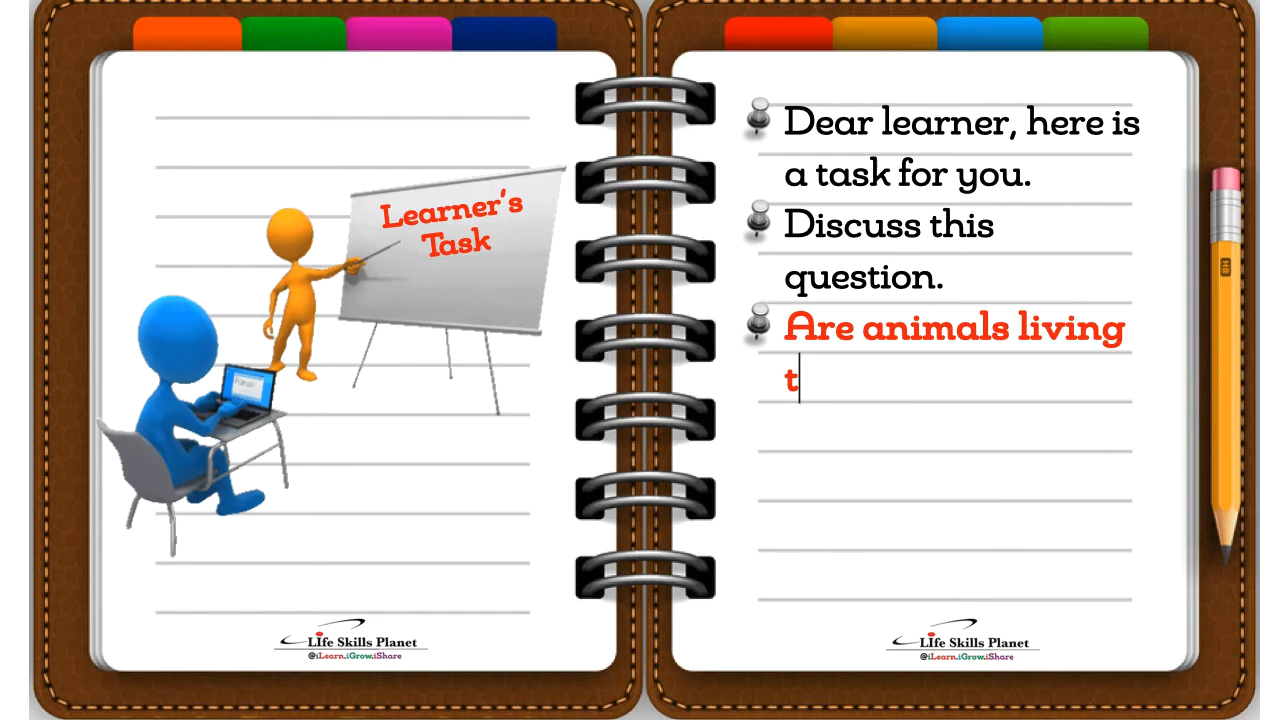 Learner's
Task
LIfe Skills Planet
@iLearn.iGrow.iShare
Dear learner, here is
a task for you.
Discuss this
question.
Are animals living
t
LIfe Skills Planet
@iLearn.iGrow.iShare
HB